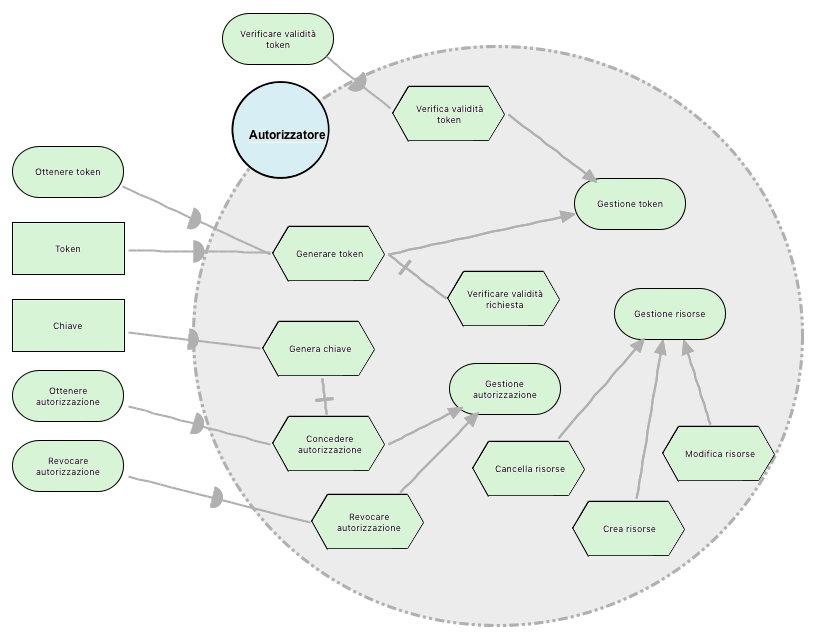 Verificare validità
token
Autorizzatore
Verifica validità
token
Ottenere token
Gestione token
Token
Generare token
Verificare validità
richiesta
Gestione risorse
Chiave
Genera chiave
Ottenere
autorizzazione
Gestione
autorizzazione
Concedere
autorizzazione
Modifica risorse
Revocare
autorizzazione
Cancella risorse
Revocare
autorizzazione
Crea risorse